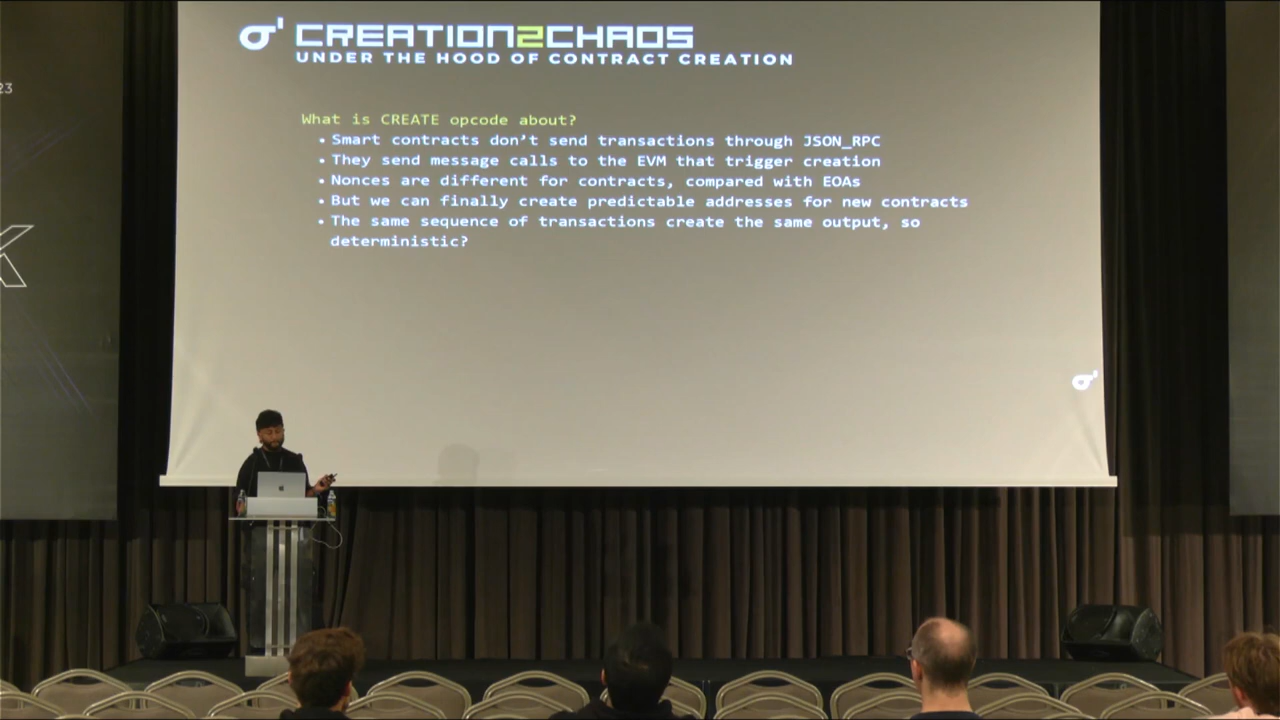 CREATION2CHAOS
UNDER THE HOOD OF CONTRACT CREATION
23
What is CREATE opcode about?
• Smart contracts don't send transactions through JSON_RPC
• They send message calls to the EVM that trigger creation
• Nonces are different for contracts, compared with EOAs
• But we can finally create predictable addresses for new contracts
• The same sequence of transactions create the same output, so
deterministic?
K